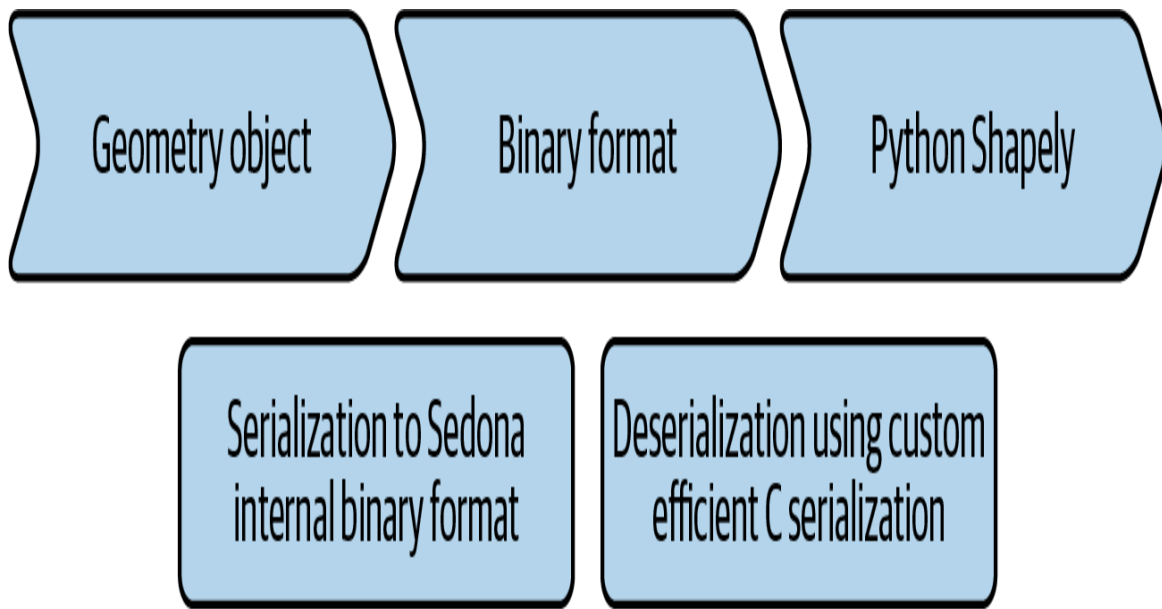 Geometry object
Binary format
Python Shapely
Serialization to Sedona
internal binary format
Deserialization using custom
efficient C serialization